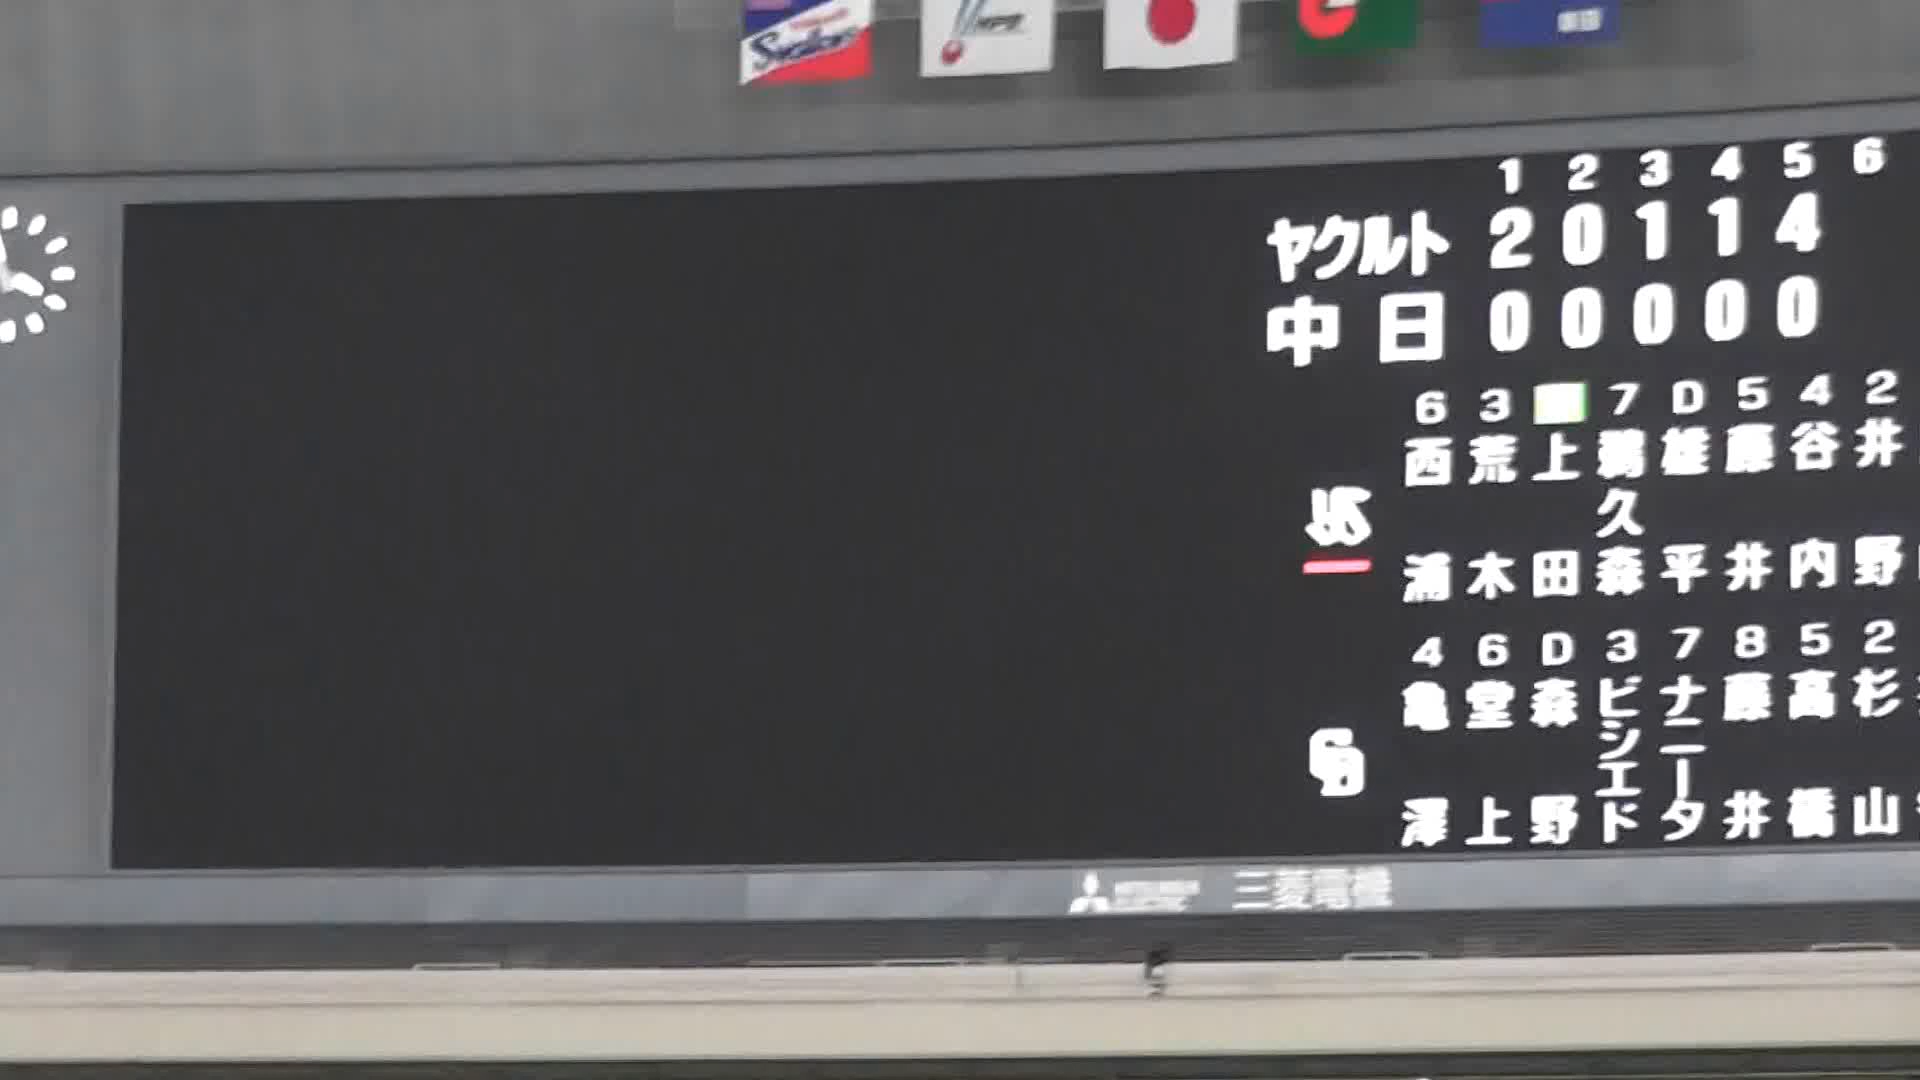 Swallows
1 2 3 4 5 6
ヤクルト 2 0 1 1 4
中日 0 0 0 0 0
6 3 7 D 5 4 2
西浦 荒木 上田 鵜久森 雄平 藤井 谷内 井野
4 6 D 3 7 8 5 2
亀澤 堂上 森野 ビシエド ナニータ 藤井 高橋 杉山
三菱電機